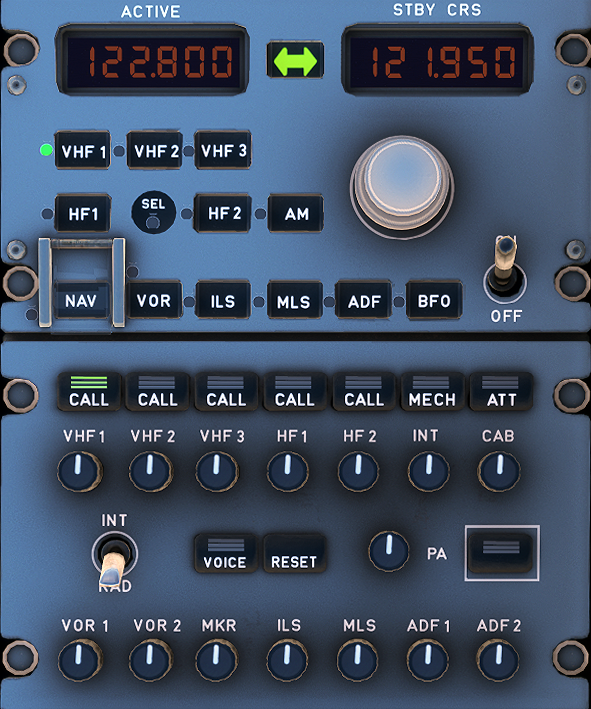 ACTIVE STBY CRS
122.800 121.950
VHF 1 VHF 2 VHF 3
SEL
HF1 HF 2 AM
NAV VOR ILS MLS ADF BFO
OFF
CALL CALL CALL CALL CALL MECH ATT
VHF 1 VHF 2 VHF 3 HF 1 HF 2 INT CAB
INT
VOICE RESET PA
RAD
VOR 1 VOR 2 MKR ILS MLS ADF 1 ADF 2